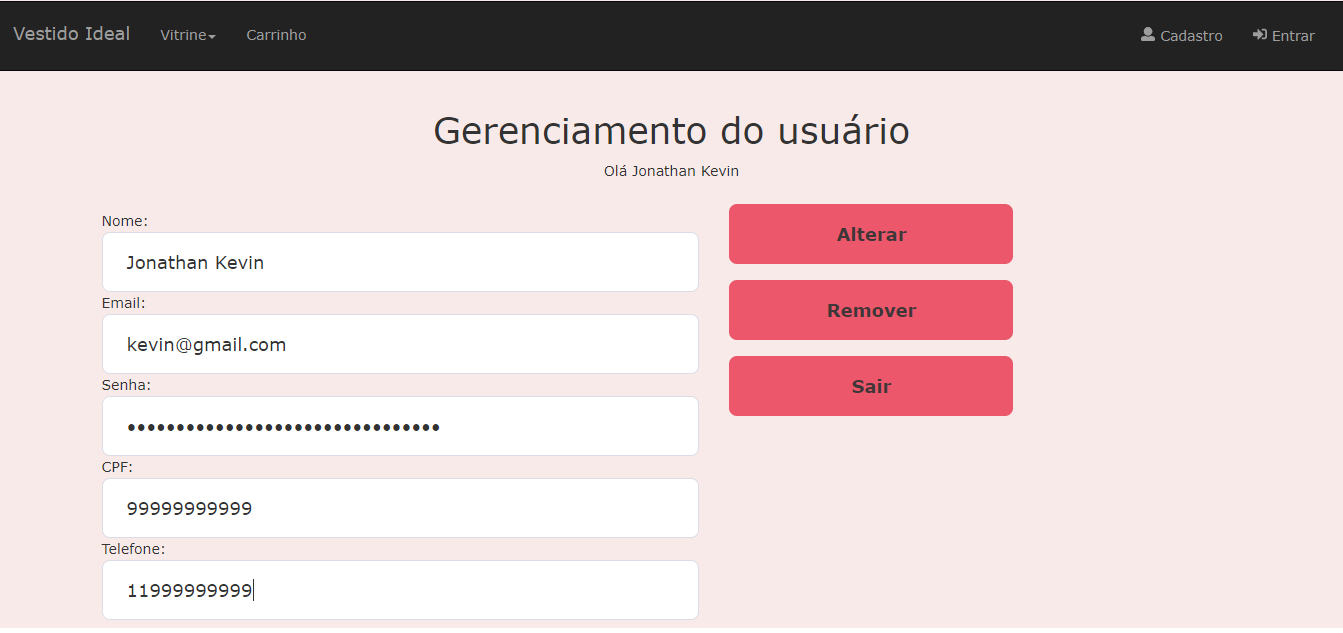 Vestido Ideal Vitrine Carrinho Cadastro Entrar
Gerenciamento do usuário
Olá Jonathan Kevin
Nome:
Jonathan Kevin
Email:
kevin@gmail.com
Senha:
••••••••••••••••••••••••••••••••
CPF:
99999999999
Telefone:
11999999999
Alterar
Remover
Sair